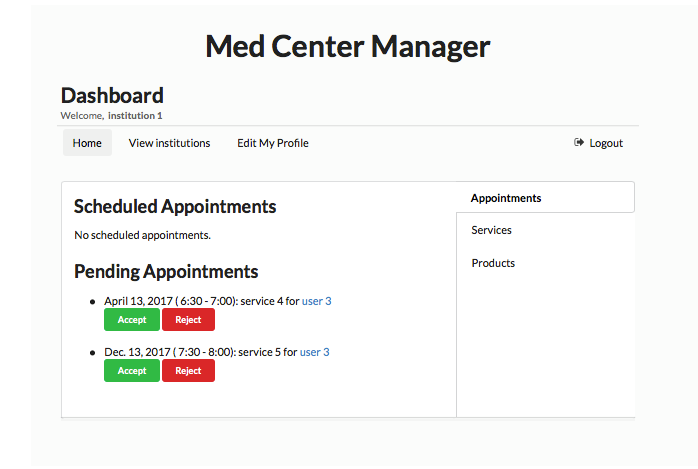 Med Center Manager
Dashboard
Welcome, institution 1
Home View institutions Edit My Profile Logout
Scheduled Appointments
No scheduled appointments.
Pending Appointments
April 13, 2017 ( 6:30 - 7:00): service 4 for user 3
Accept Reject
Dec. 13, 2017 ( 7:30 - 8:00): service 5 for user 3
Accept Reject
Appointments
Services
Products